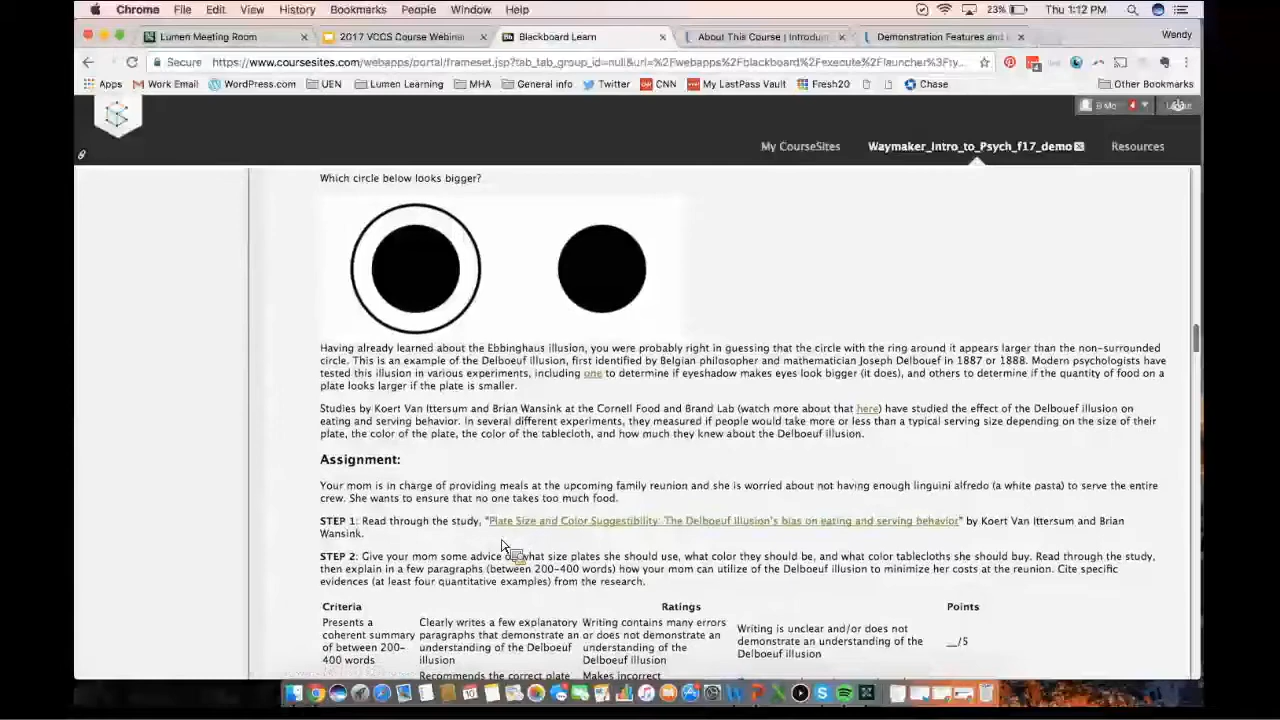 Chrome File Edit View History Bookmarks People Window Help 23% Thu 1:12 PM
Lumen Meeting Room 2017 VCCS Course Webinar Blackboard Learn About This Course | Introdu Demonstration Features and Wendy
Secure https://www.coursesites.com/webapps/portal/frameset.jsp?tab_tab_group_id=null&url=%2Fwebapps%2Fblackboard%2Fexecute%2Flauncher%3Fty
Apps Work Email WordPress.com UEN Lumen Learning MHA General info Twitter CNN My LastPass Vault Fresh20 Chase Other Bookmarks
B Mo 4
My CourseSites Waymaker_Intro_to_Psych_f17_demo Resources
Which circle below looks bigger?
Having already learned about the Ebbinghaus illusion, you were probably right in guessing that the circle with the ring around it appears larger than the non-surrounded
circle. This is an example of the Delboeuf illusion, first identified by Belgian philosopher and mathematician Joseph Delbouef in 1887 or 1888. Modern psychologists have
tested this illusion in various experiments, including one to determine if eyeshadow makes eyes look bigger (it does), and others to determine if the quantity of food on a
plate looks larger if the plate is smaller.
Studies by Koert Van Ittersum and Brian Wansink at the Cornell Food and Brand Lab (watch more about that here) have studied the effect of the Delbouef illusion on
eating and serving behavior. In several different experiments, they measured if people would take more or less than a typical serving size depending on the size of their
plate, the color of the plate, the color of the tablecloth, and how much they knew about the Delboeuf illusion.
Assignment:
Your mom is in charge of providing meals at the upcoming family reunion and she is worried about not having enough linguini alfredo (a white pasta) to serve the entire
crew. She wants to ensure that no one takes too much food.
STEP 1: Read through the study, "Plate Size and Color Suggestibility: The Delboeuf Illusion's bias on eating and serving behavior" by Koert Van Ittersum and Brian
Wansink.
STEP 2: Give your mom some advice what size plates she should use, what color they should be, and what color tablecloths she should buy. Read through the study,
then explain in a few paragraphs (between 200-400 words) how your mom can utilize of the Delboeuf illusion to minimize her costs at the reunion. Cite specific
evidences (at least four quantitative examples) from the research.
Criteria Ratings Points
Presents a coherent summary of between 200-400 words
Clearly writes a few explanatory paragraphs that demonstrate an understanding of the Delboeuf illusion
Writing contains many errors or does not demonstrate an understanding of the Delboeuf illusion
Writing is unclear and/or does not demonstrate an understanding of the Delboeuf illusion
__/5
Recommends the correct plate
Makes incorrect